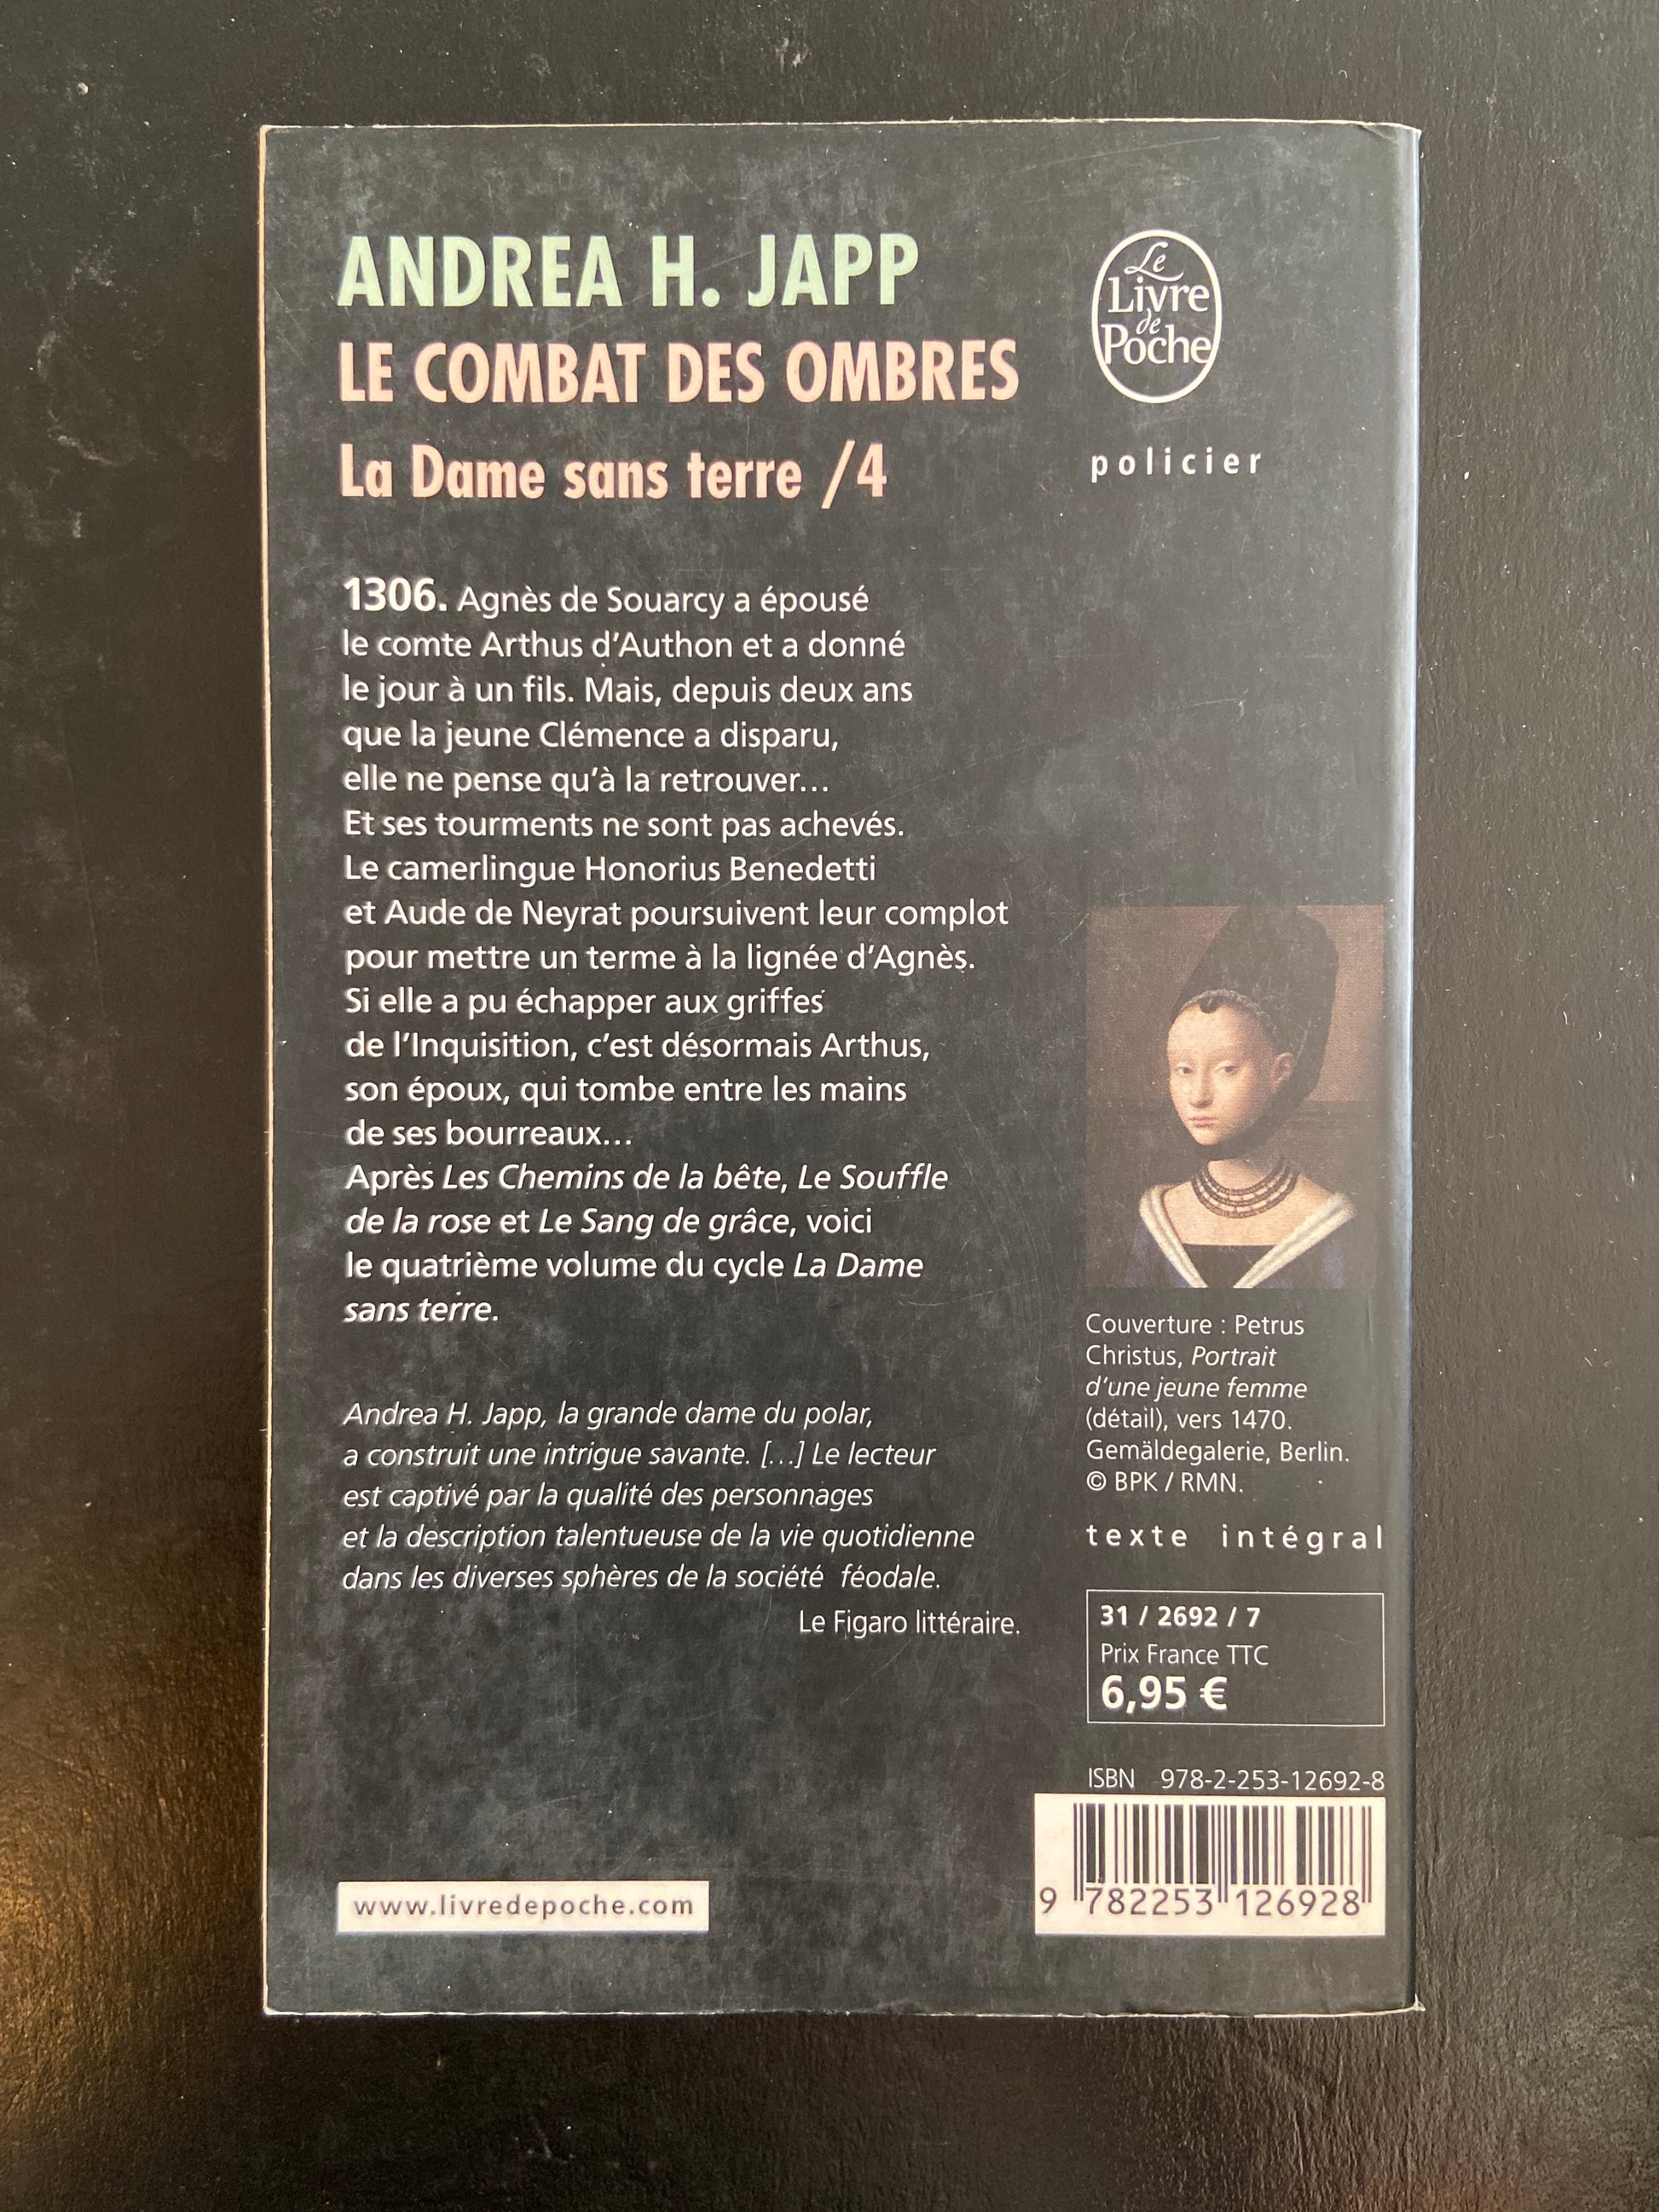 ANDREA H. JAPP
LE COMBAT DES OMBRES
La Dame sans terre /4
Le
Livre
de
Poche
policier
1306. Agnès de Souarcy a épousé
le comte Arthus d’Authon et a donné
le jour à un fils. Mais, depuis deux ans
que la jeune Clémence a disparu,
elle ne pense qu’à la retrouver…
Et ses tourments ne sont pas achevés.
Le camerlingue Honorius Benedetti
et Aude de Neyrat poursuivent leur complot
pour mettre un terme à la lignée d’Agnès.
Si elle a pu échapper aux griffes
de l’Inquisition, c’est désormais Arthus,
son époux, qui tombe entre les mains
de ses bourreaux…
Après Les Chemins de la bête, Le Souffle
de la rose et Le Sang de grâce, voici
le quatrième volume du cycle La Dame
sans terre.
Andrea H. Japp, la grande dame du polar,
a construit une intrigue savante. […] Le lecteur
est captivé par la qualité des personnages
et la description talentueuse de la vie quotidienne
dans les diverses sphères de la société féodale.
Le Figaro littéraire.
Couverture : Petrus
Christus, Portrait
d’une jeune femme
(détail), vers 1470.
Gemäldegalerie, Berlin.
© BPK / RMN.
texte intégral
31 / 2692 / 7
Prix France TTC
6,95 €
ISBN 978-2-253-12692-8
9 782253 126928
www.livredepoche.com